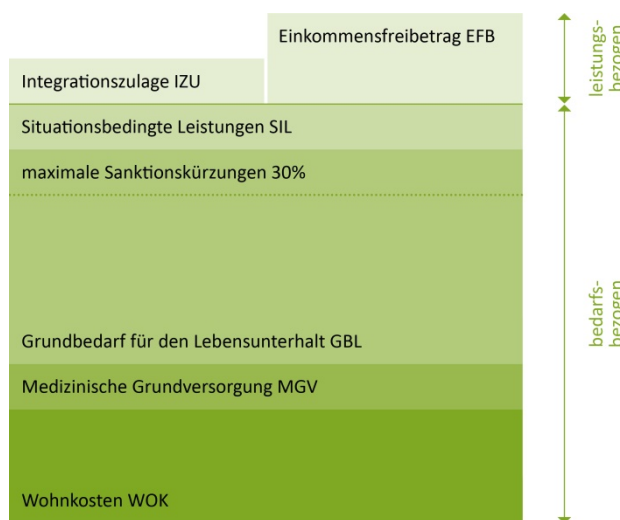 Einkommensfreibetrag EFB
Integrationszulage IZU
Situationsbedingte Leistungen SIL
maximale Sanktionskürzungen 30%
Grundbedarf für den Lebensunterhalt GBL
Medizinische Grundversorgung MGV
Wohnkosten WOK
leistungs-
bezogen
bedarfs-
bezogen